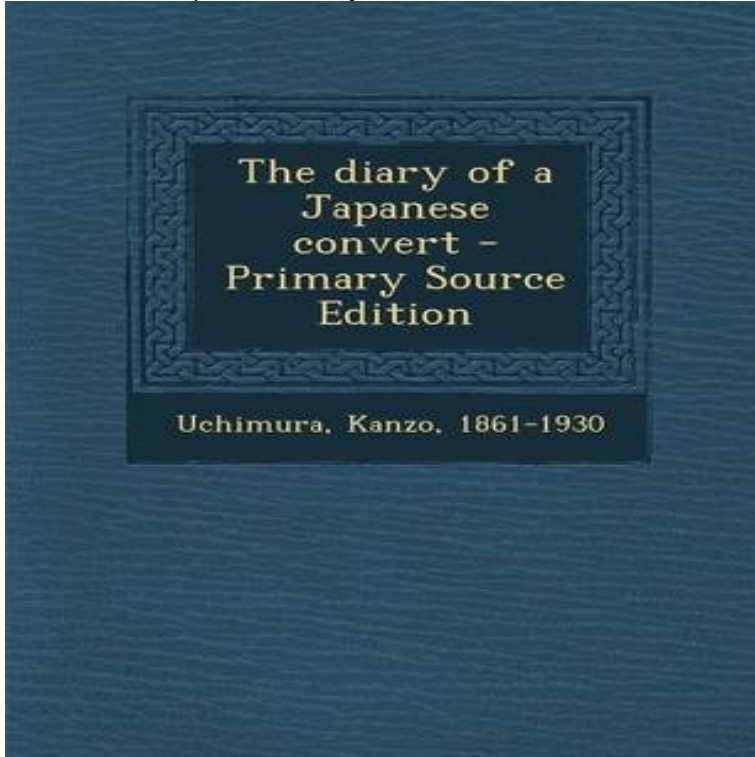 The diary of a
Japanese
convert -
Primary Source
Edition
Uchimura, Kanzo, 1861-1930